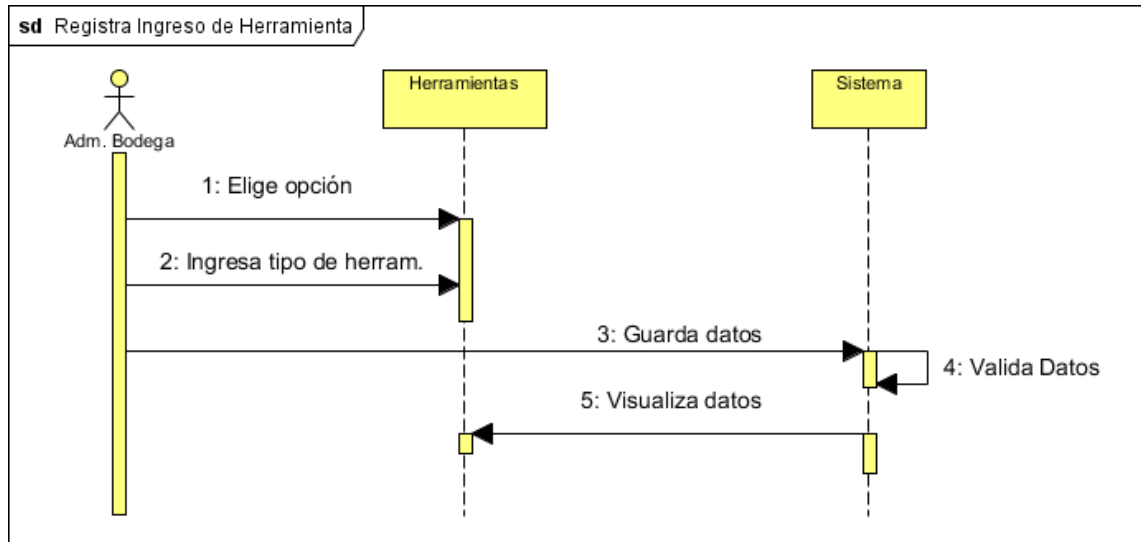 sd Registra Ingreso de Herramienta
Herramientas
Sistema
Adm. Bodega
1: Elige opción
2: Ingresa tipo de herram.
3: Guarda datos
4: Valida Datos
5: Visualiza datos